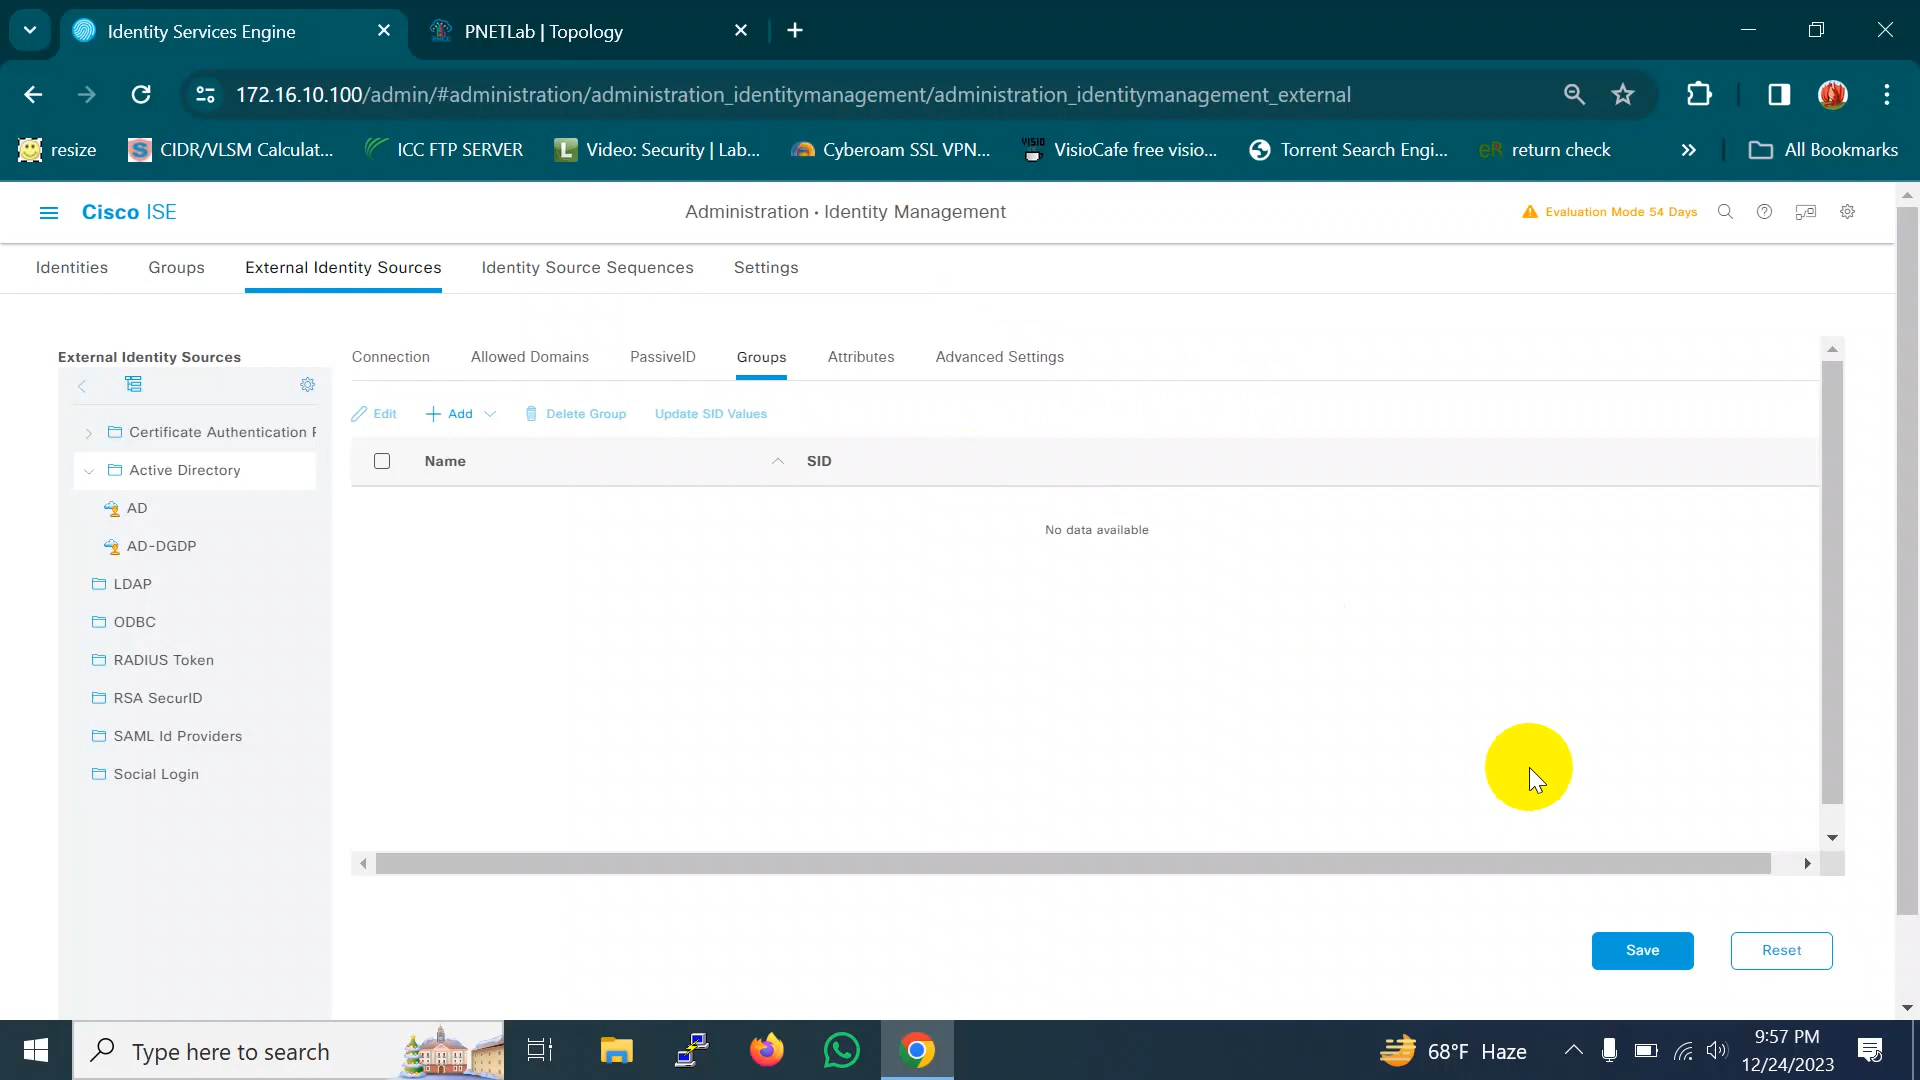 Identity Services Engine
PNETLab | Topology
172.16.10.100/admin/#administration/administration_identitymanagement/administration_identitymanagement_external
resize
CIDR/VLSM Calculat...
ICC FTP SERVER
L Video: Security | Lab...
Cyberoam SSL VPN...
VISIO VisioCafe free visio...
Torrent Search Engi...
eR return check
All Bookmarks
Cisco ISE
Administration · Identity Management
Evaluation Mode 54 Days
Identities
Groups
External Identity Sources
Identity Source Sequences
Settings
External Identity Sources
Certificate Authentication F
Active Directory
AD
AD-DGDP
LDAP
ODBC
RADIUS Token
RSA SecurID
SAML Id Providers
Social Login
Connection
Allowed Domains
PassiveID
Groups
Attributes
Advanced Settings
Edit
Add
Delete Group
Update SID Values
Name
SID
No data available
Save
Reset
Type here to search
68°F Haze
9:57 PM
12/24/2023